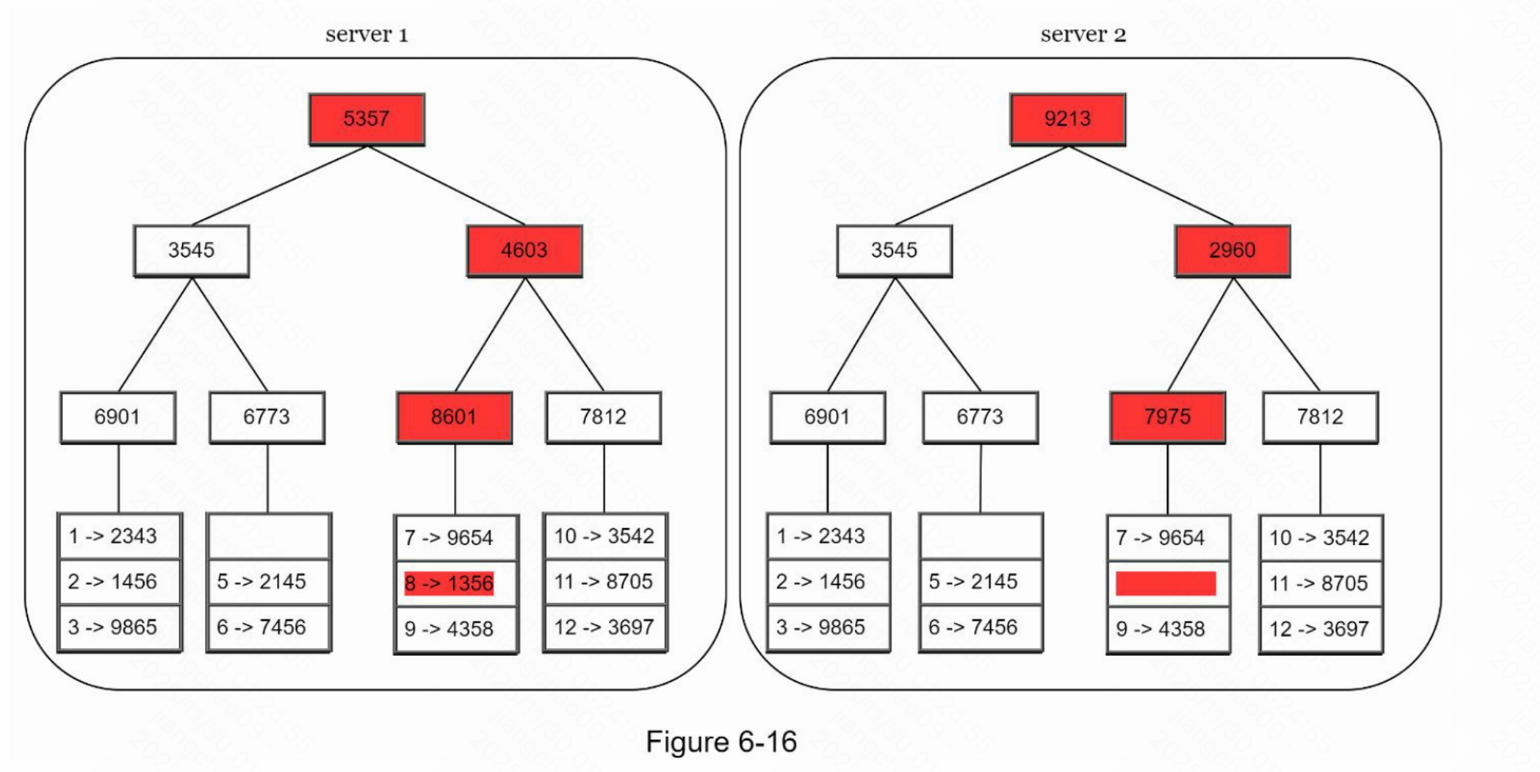 server 1
server 2
5357
9213
3545
4603
3545
2960
6901
6773
8601
7812
6901
6773
7975
7812
1 -> 2343
2 -> 1456
3 -> 9865
5 -> 2145
6 -> 7456
7 -> 9654
8 -> 1356
9 -> 4358
10 -> 3542
11 -> 8705
12 -> 3697
1 -> 2343
2 -> 1456
3 -> 9865
5 -> 2145
6 -> 7456
7 -> 9654
9 -> 4358
10 -> 3542
11 -> 8705
12 -> 3697
Figure 6-16